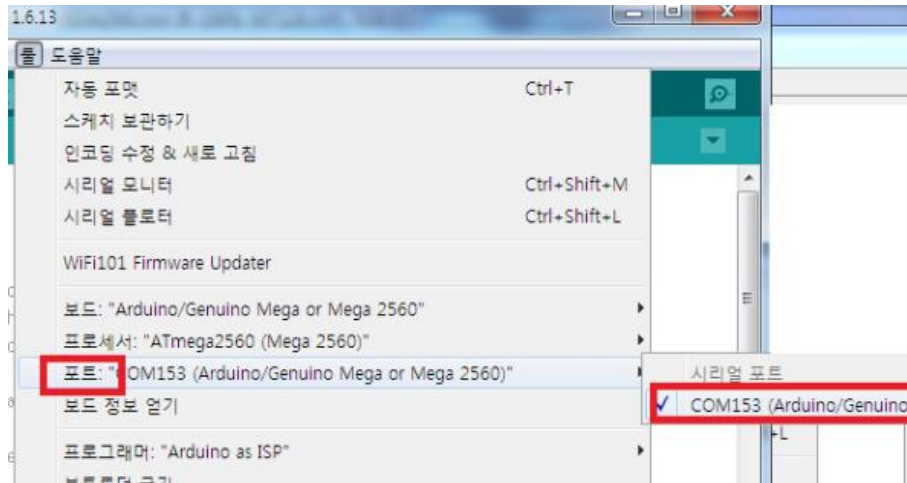 1.6.13
툴 도움말
자동 포맷 Ctrl+T
스케치 보관하기
인코딩 수정 & 새로 고침
시리얼 모니터 Ctrl+Shift+M
시리얼 플로터 Ctrl+Shift+L
WiFi101 Firmware Updater
보드: "Arduino/Genuino Mega or Mega 2560"
프로세서: "ATmega2560 (Mega 2560)"
포트: "COM153 (Arduino/Genuino Mega or Mega 2560)"
시리얼 포트
보드 정보 얻기
COM153 (Arduino/Genuino
+L
프로그래머: "Arduino as ISP"